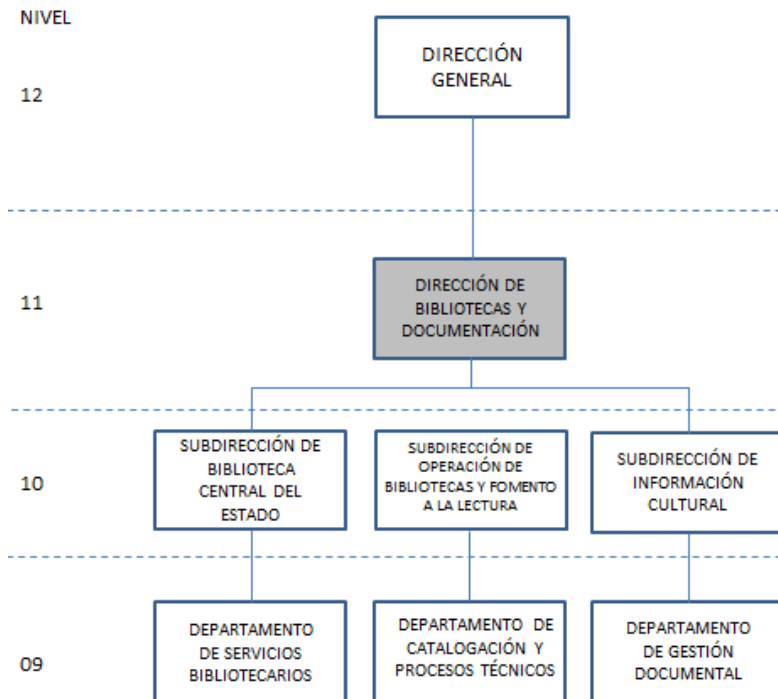 NIVEL
DIRECCIÓN
GENERAL
12
DIRECCIÓN DE
BIBLIOTECAS Y
DOCUMENTACIÓN
11
SUBDIRECCIÓN DE
BIBLIOTECA
CENTRAL DEL
ESTADO
SUBDIRECCIÓN DE
OPERACIÓN DE
BIBLIOTECAS Y FOMENTO
A LA LECTURA
SUBDIRECCIÓN DE
INFORMACIÓN
CULTURAL
10
DEPARTAMENTO
DE SERVICIOS
BIBLIOTECARIOS
DEPARTAMENTO DE
CATALOGACIÓN Y
PROCESOS TÉCNICOS
DEPARTAMENTO
DE GESTIÓN
DOCUMENTAL
09